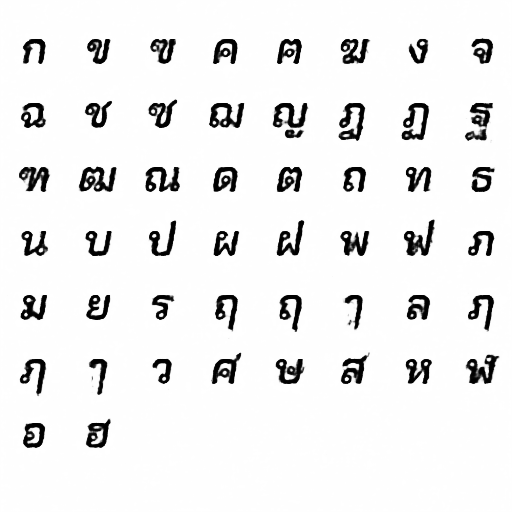 ก ข ฃ ค ฅ ฆ ง จ
ฉ ช ซ ฌ ญ ฎ ฏ ฐ
ฑ ฒ ณ ด ต ถ ท ธ
น บ ป ผ ฝ พ ฟ ภ
ม ย ร ฤ ฤ ๅ ล ฦ
ฦ ๅ ว ศ ษ ส ห ฬ
อ ฮ